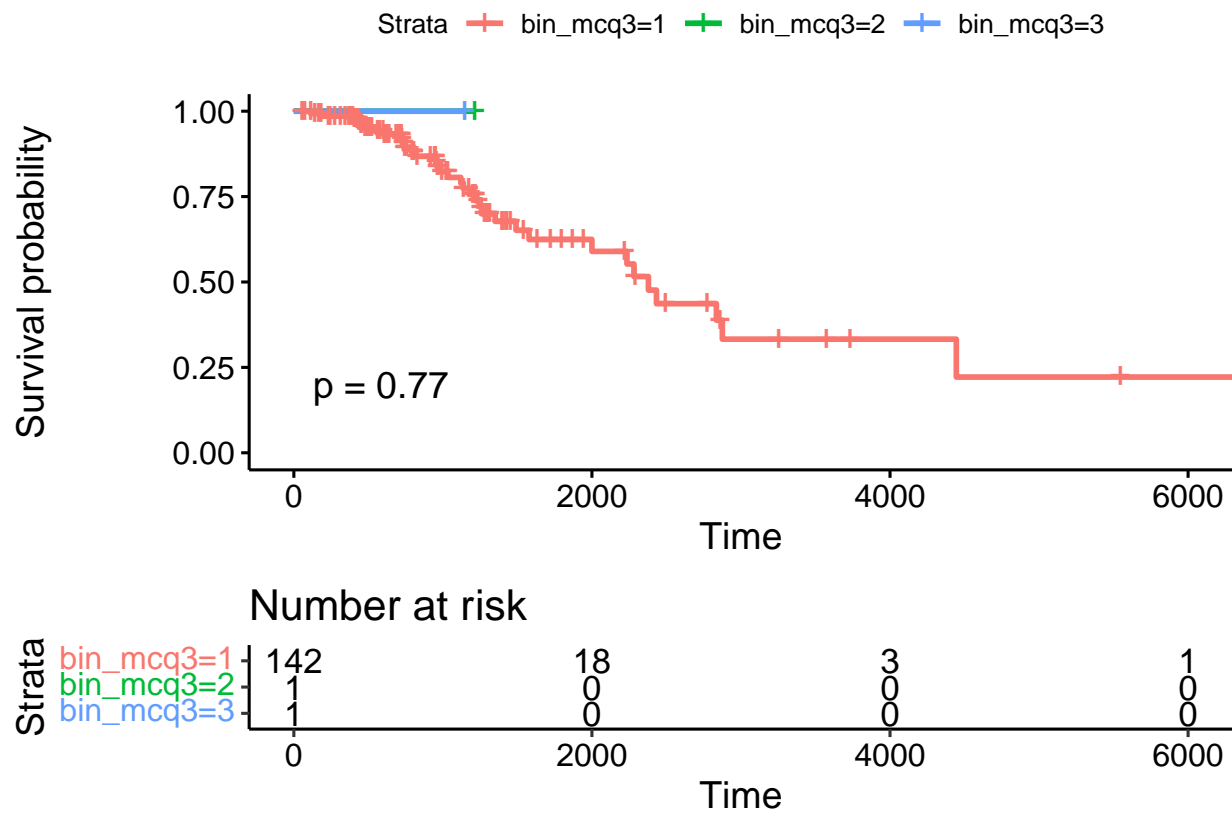 Strata bin_mcq3=1 bin_mcq3=2 bin_mcq3=3
Survival probability
1.00
0.75
0.50
0.25
0.00
p = 0.77
0 2000 4000 6000
Time
Number at risk
Strata
bin_mcq3=1 142 18 3 1
bin_mcq3=2 1 0 0 0
bin_mcq3=3 1 0 0 0
0 2000 4000 6000
Time